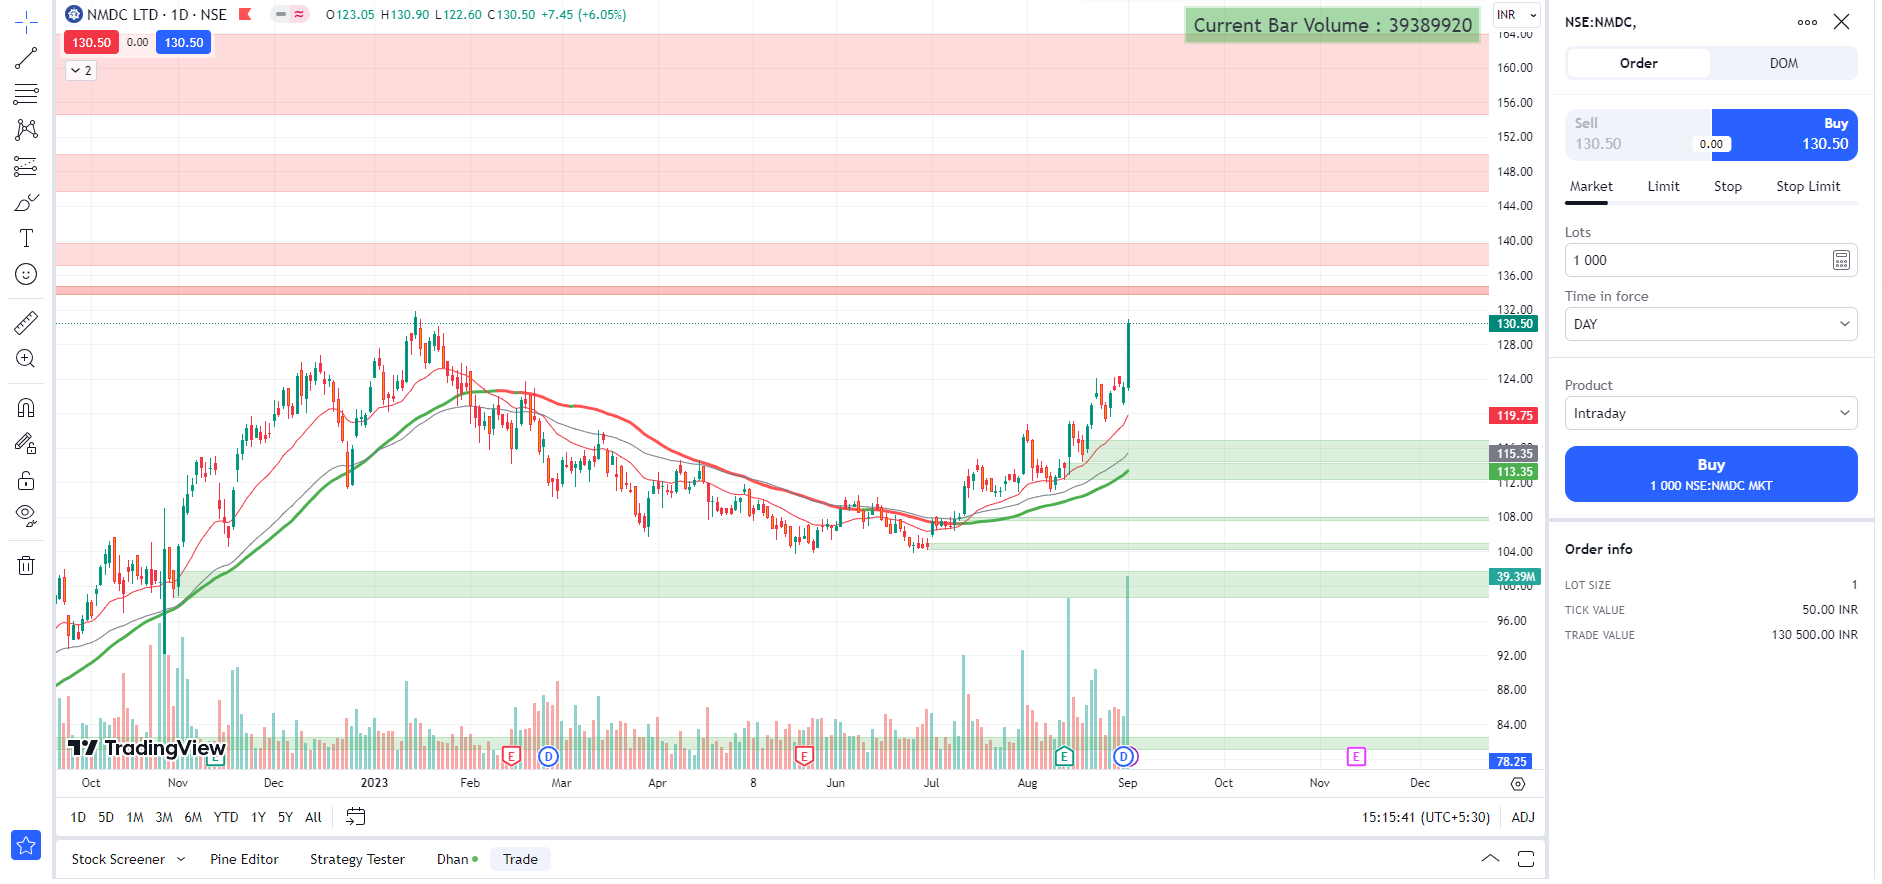 NMDC LTD · 1D · NSE O123.05 H130.90 L122.60 C130.50 +7.45 (+6.05%)
130.50 0.00 130.50
2
Current Bar Volume : 39389920
INR
164.00
160.00
156.00
152.00
148.00
144.00
140.00
136.00
132.00
130.50
128.00
124.00
119.75
116.00
115.35
113.35
112.00
108.00
104.00
39.39M
100.00
96.00
92.00
88.00
84.00
78.25
TradingView
E E D E E D E
Oct Nov Dec 2023 Feb Mar Apr 8 Jun Jul Aug Sep Oct Nov Dec
1D 5D 1M 3M 6M YTD 1Y 5Y All
15:15:41 (UTC+5:30) ADJ
Stock Screener Pine Editor Strategy Tester Dhan Trade
NSE:NMDC,
Order DOM
Sell Buy
130.50 0.00 130.50
Market Limit Stop Stop Limit
Lots
1 000
Time in force
DAY
Product
Intraday
Buy
1 000 NSE:NMDC MKT
Order info
LOT SIZE 1
TICK VALUE 50.00 INR
TRADE VALUE 130 500.00 INR